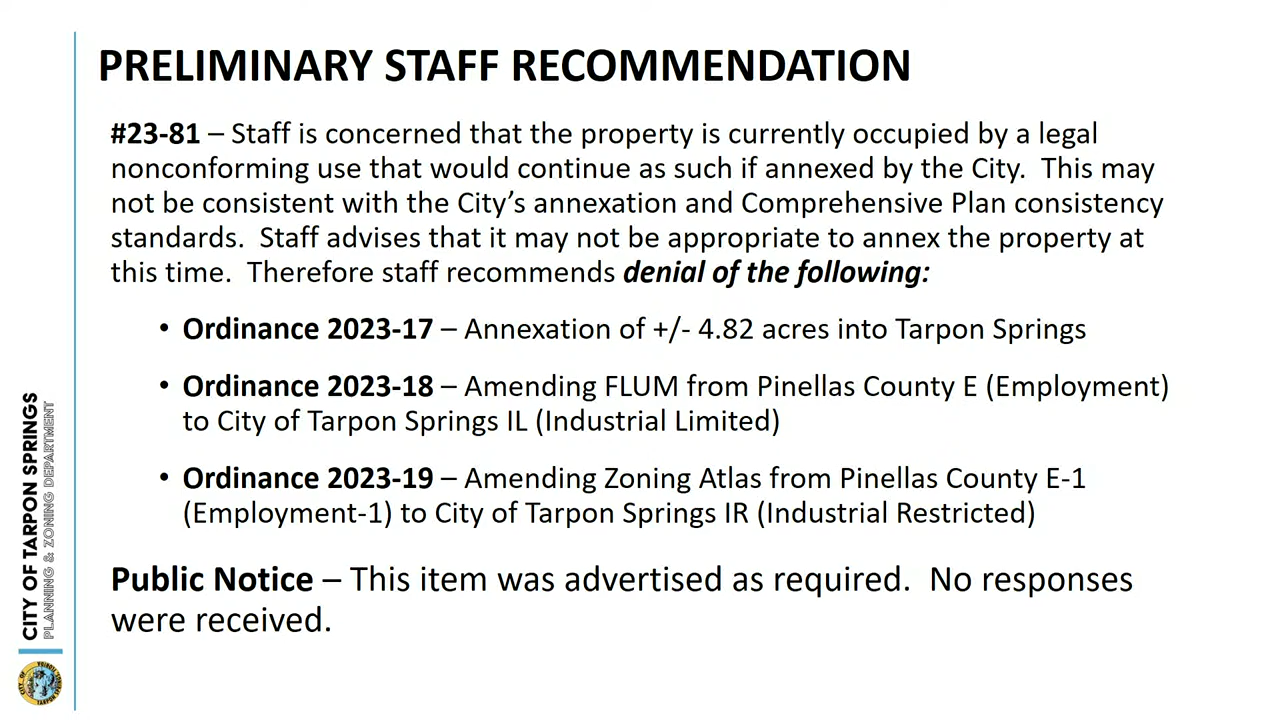 PRELIMINARY STAFF RECOMMENDATION
#23-81 – Staff is concerned that the property is currently occupied by a legal
nonconforming use that would continue as such if annexed by the City.  This may
not be consistent with the City’s annexation and Comprehensive Plan consistency
standards.  Staff advises that it may not be appropriate to annex the property at
this time.  Therefore staff recommends denial of the following:
• Ordinance 2023-17 – Annexation of +/- 4.82 acres into Tarpon Springs
• Ordinance 2023-18 – Amending FLUM from Pinellas County E (Employment)
to City of Tarpon Springs IL (Industrial Limited)
• Ordinance 2023-19 – Amending Zoning Atlas from Pinellas County E-1
(Employment-1) to City of Tarpon Springs IR (Industrial Restricted)
Public Notice – This item was advertised as required.  No responses
were received.
CITY OF TARPON SPRINGS
PLANNING & ZONING DEPARTMENT